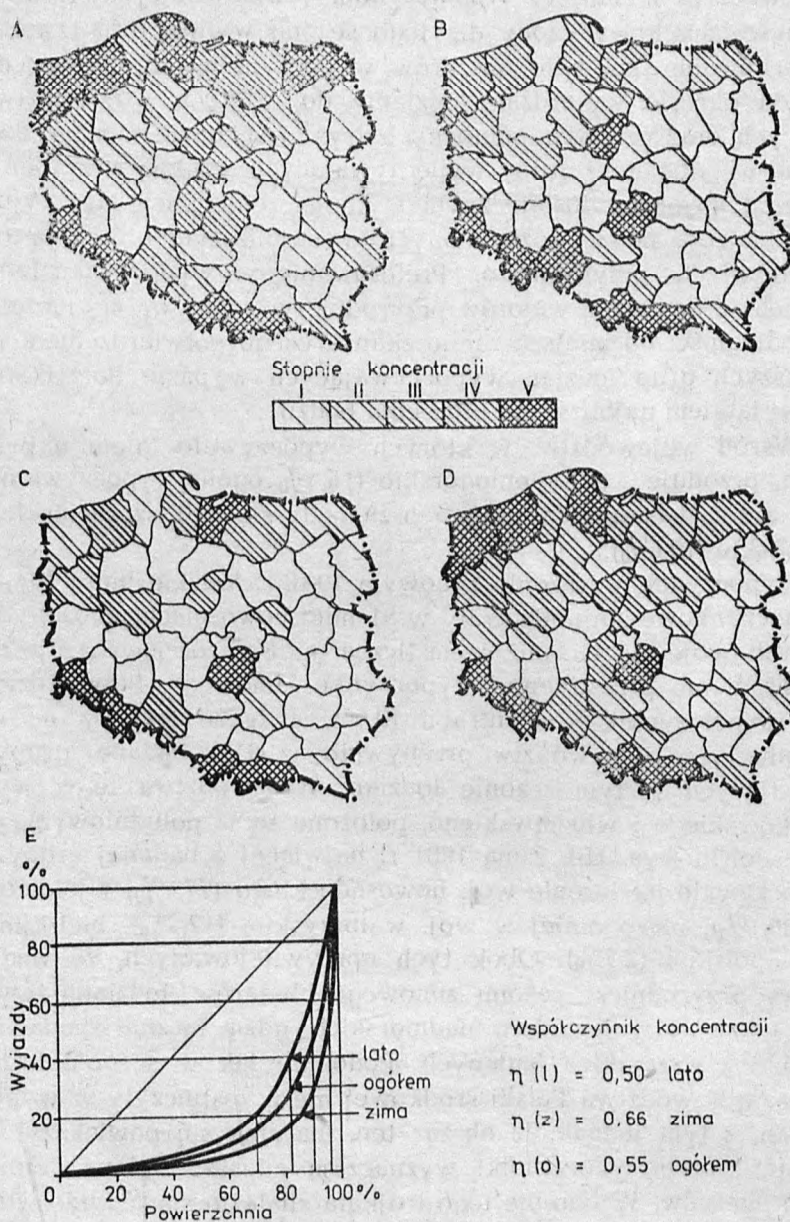 A
B
Stopnie koncentracji
I II III IV V
C
D
E
%
100
80
60
40
20
Wyjazdy
lato
ogółem
zima
0 20 40 60 80 100%
Powierzchnia
Współczynnik koncentracji
η (l) = 0,50 lato
η (z) = 0,66 zima
η (o) = 0,55 ogółem